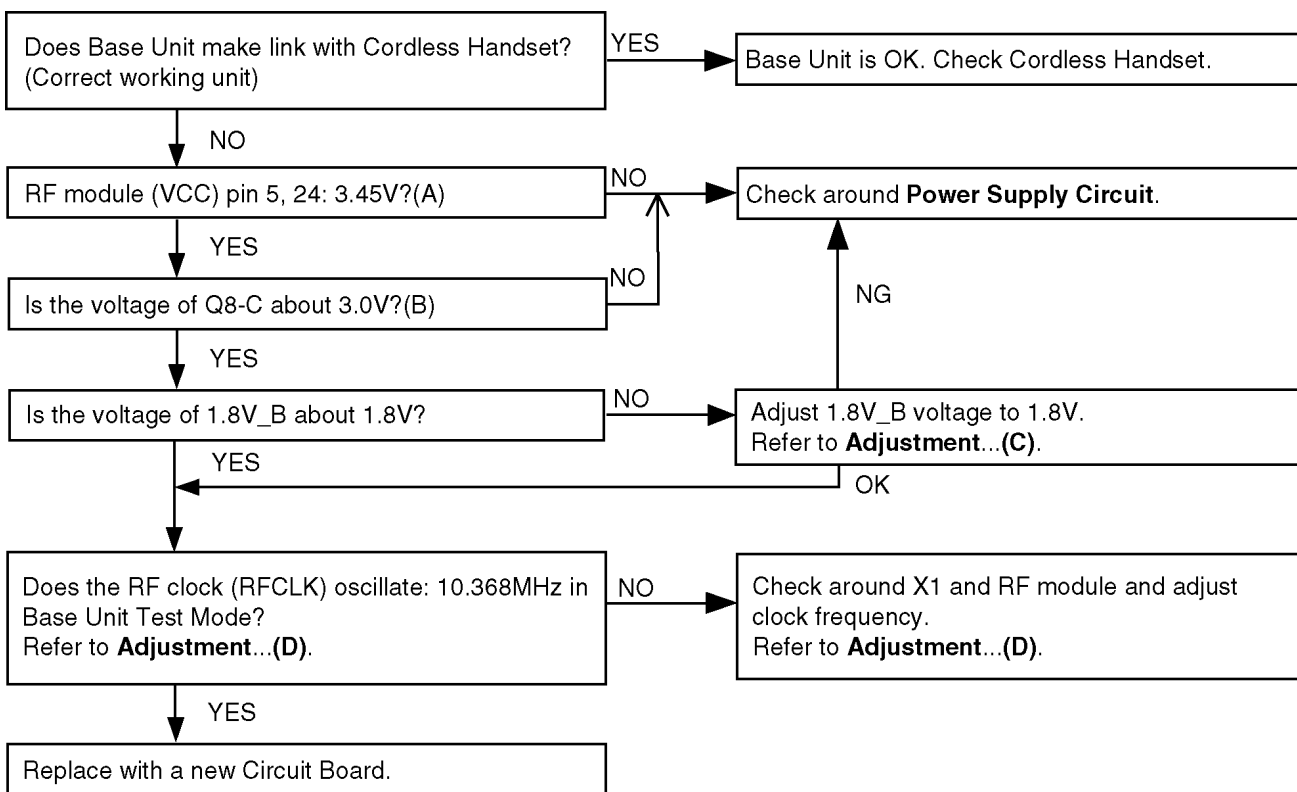 Does Base Unit make link with Cordless Handset?
(Correct working unit)
YES
Base Unit is OK. Check Cordless Handset.
NO
RF module (VCC) pin 5, 24: 3.45V?(A)
NO
Check around Power Supply Circuit.
YES
Is the voltage of Q8-C about 3.0V?(B)
NO
NG
YES
Is the voltage of 1.8V_B about 1.8V?
NO
Adjust 1.8V_B voltage to 1.8V.
Refer to Adjustment...(C).
YES
OK
Does the RF clock (RFCLK) oscillate: 10.368MHz in
Base Unit Test Mode?
Refer to Adjustment...(D).
NO
Check around X1 and RF module and adjust
clock frequency.
Refer to Adjustment...(D).
YES
Replace with a new Circuit Board.